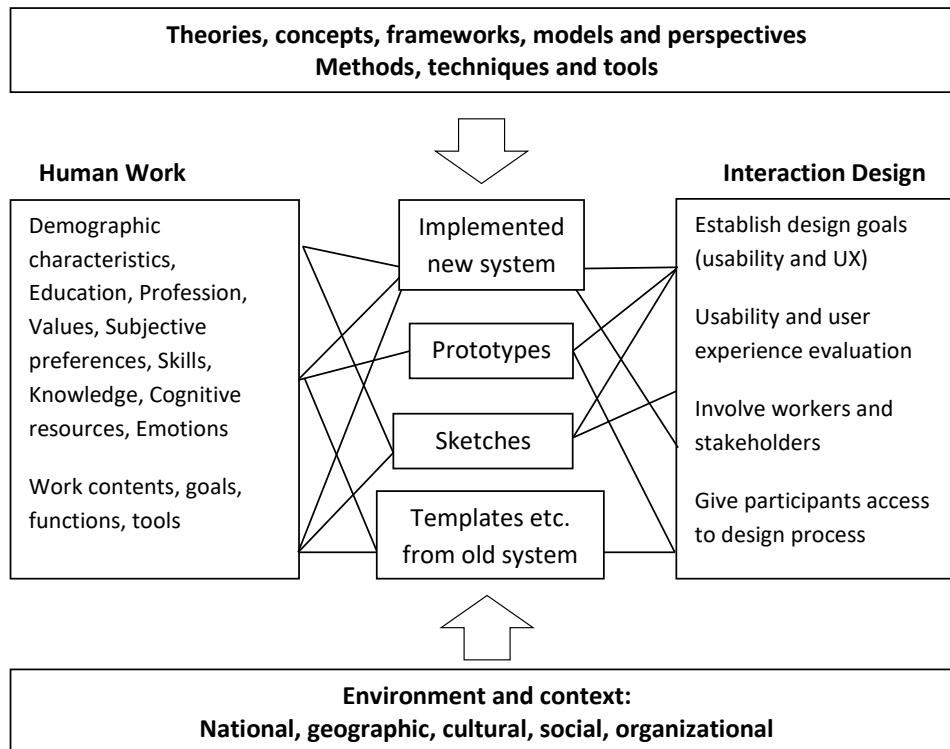 Theories, concepts, frameworks, models and perspectives
Methods, techniques and tools
Human Work
Demographic
characteristics,
Education, Profession,
Values, Subjective
preferences, Skills,
Knowledge, Cognitive
resources, Emotions
Work contents, goals,
functions, tools
Implemented
new system
Prototypes
Sketches
Templates etc.
from old system
Interaction Design
Establish design goals
(usability and UX)
Usability and user
experience evaluation
Involve workers and
stakeholders
Give participants access
to design process
Environment and context:
National, geographic, cultural, social, organizational